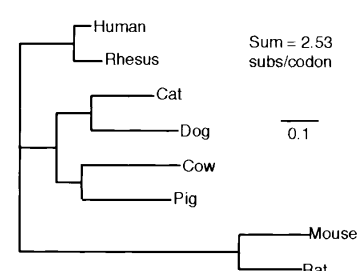 Human
Rhesus
Sum = 2.53
subs/codon
Cat
Dog
0.1
Cow
Pig
Mouse
Rat